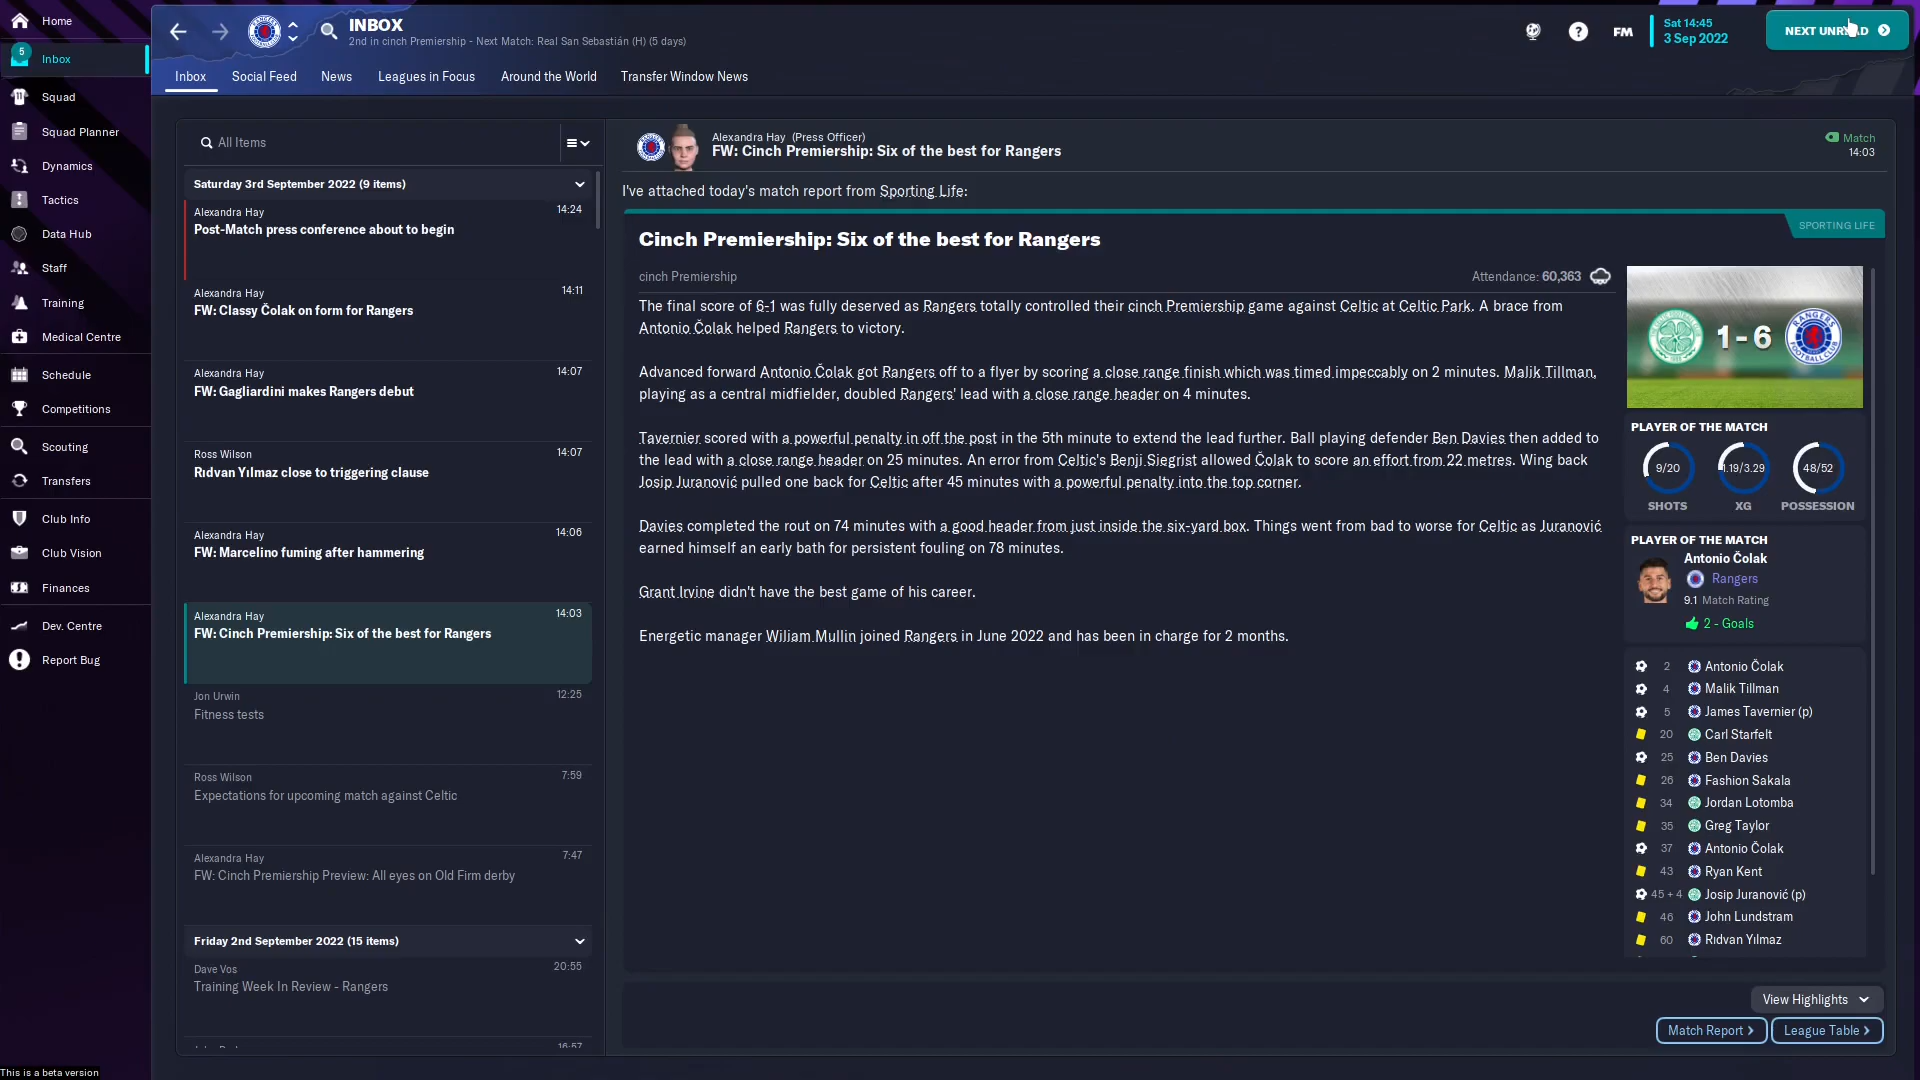 Home
5
Inbox
Squad
Squad Planner
Dynamics
Tactics
Data Hub
Staff
Training
Medical Centre
Schedule
Competitions
Scouting
Transfers
Club Info
Club Vision
Finances
Dev. Centre
Report Bug
This is a beta version
INBOX
2nd in cinch Premiership - Next Match: Real San Sebastián (H) (5 days)
FM
Sat 14:45
3 Sep 2022
NEXT
Inbox
Social Feed
News
Leagues in Focus
Around the World
Transfer Window News
All Items
Saturday 3rd September 2022 (9 items)
Alexandra Hay 14:24
Post-Match press conference about to begin
Alexandra Hay 14:11
FW: Classy Čolak on form for Rangers
Alexandra Hay 14:07
FW: Gagliardini makes Rangers debut
Ross Wilson 14:07
Rıdvan Yılmaz close to triggering clause
Alexandra Hay 14:06
FW: Marcelino fuming after hammering
Alexandra Hay 14:03
FW: Cinch Premiership: Six of the best for Rangers
Jon Urwin 12:25
Fitness tests
Ross Wilson 7:59
Expectations for upcoming match against Celtic
Alexandra Hay 7:47
FW: Cinch Premiership Preview: All eyes on Old Firm derby
Friday 2nd September 2022 (15 items)
Dave Vos 20:55
Training Week In Review - Rangers
16:57
Alexandra Hay (Press Officer)
FW: Cinch Premiership: Six of the best for Rangers
Match
14:03
I've attached today's match report from Sporting Life:
SPORTING LIFE
Cinch Premiership: Six of the best for Rangers
cinch Premiership
Attendance: 60,363
The final score of 6-1 was fully deserved as Rangers totally controlled their cinch Premiership game against Celtic at Celtic Park. A brace from
Antonio Čolak helped Rangers to victory.
Advanced forward Antonio Čolak got Rangers off to a flyer by scoring a close range finish which was timed impeccably on 2 minutes. Malik Tillman,
playing as a central midfielder, doubled Rangers' lead with a close range header on 4 minutes.
Tavernier scored with a powerful penalty in off the post in the 5th minute to extend the lead further. Ball playing defender Ben Davies then added to
the lead with a close range header on 25 minutes. An error from Celtic's Benji Siegrist allowed Čolak to score an effort from 22 metres. Wing back
Josip Juranović pulled one back for Celtic after 45 minutes with a powerful penalty into the top corner.
Davies completed the rout on 74 minutes with a good header from just inside the six-yard box. Things went from bad to worse for Celtic as Juranović
earned himself an early bath for persistent fouling on 78 minutes.
Grant Irvine didn't have the best game of his career.
Energetic manager Wiliam Mullin joined Rangers in June 2022 and has been in charge for 2 months.
1 - 6
PLAYER OF THE MATCH
9/20
1.19/3.29
48/52
SHOTS
XG
POSSESSION
PLAYER OF THE MATCH
Antonio Čolak
Rangers
9.1 Match Rating
2 - Goals
2 Antonio Čolak
4 Malik Tillman
5 James Tavernier (p)
20 Carl Starfelt
25 Ben Davies
26 Fashion Sakala
34 Jordan Lotomba
35 Greg Taylor
37 Antonio Čolak
43 Ryan Kent
45 + 4 Josip Juranović (p)
46 John Lundstram
60 Rıdvan Yılmaz
View Highlights
Match Report
League Table